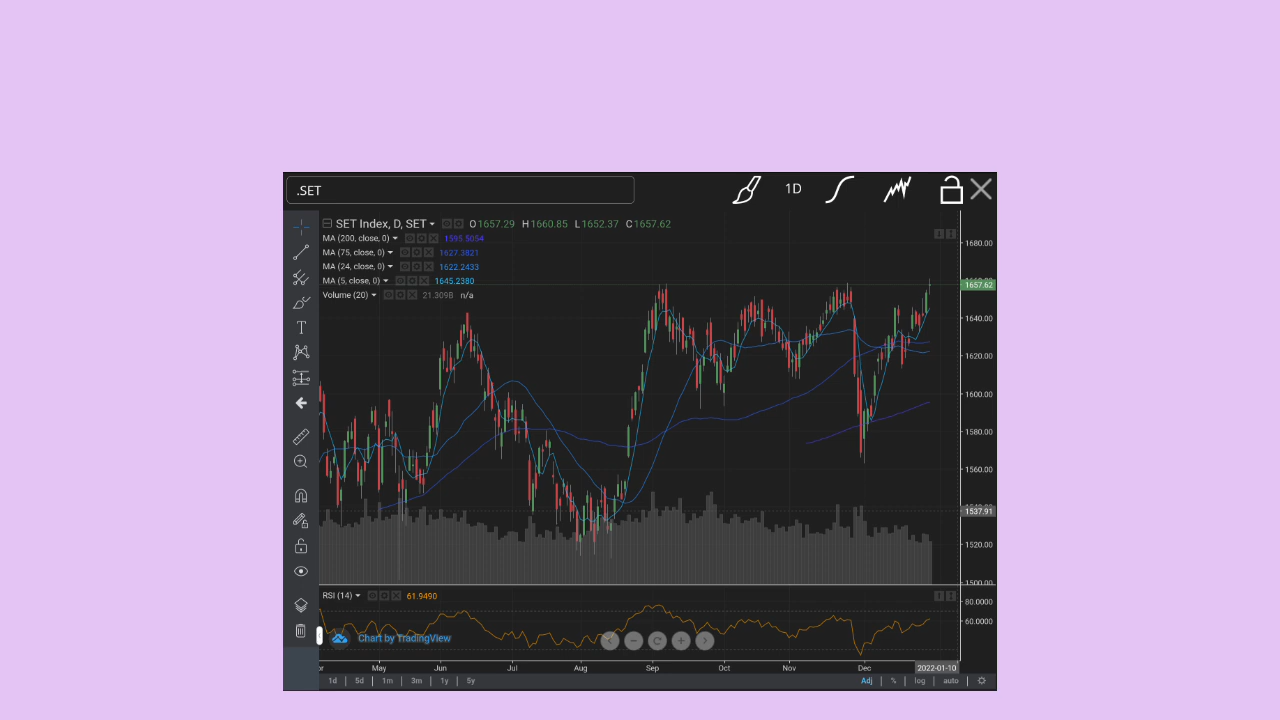 .SET 1D
SET Index, D, SET O1657.29 H1660.85 L1652.37 C1657.62
MA (200, close, 0) 1595.5054
MA (75, close, 0) 1627.3821
MA (24, close, 0) 1622.2433
MA (5, close, 0) 1645.2380
Volume (20) 21.309B n/a
T
1680.00
1657.62
1640.00
1620.00
1600.00
1580.00
1560.00
1537.91
1520.00
1500.00
RSI (14) 61.9490
80.0000
60.0000
Chart by TradingView
May Jun Jul Aug Sep Oct Nov Dec 2022-01-10
1d 5d 1m 3m 1y 5y Adj % log auto